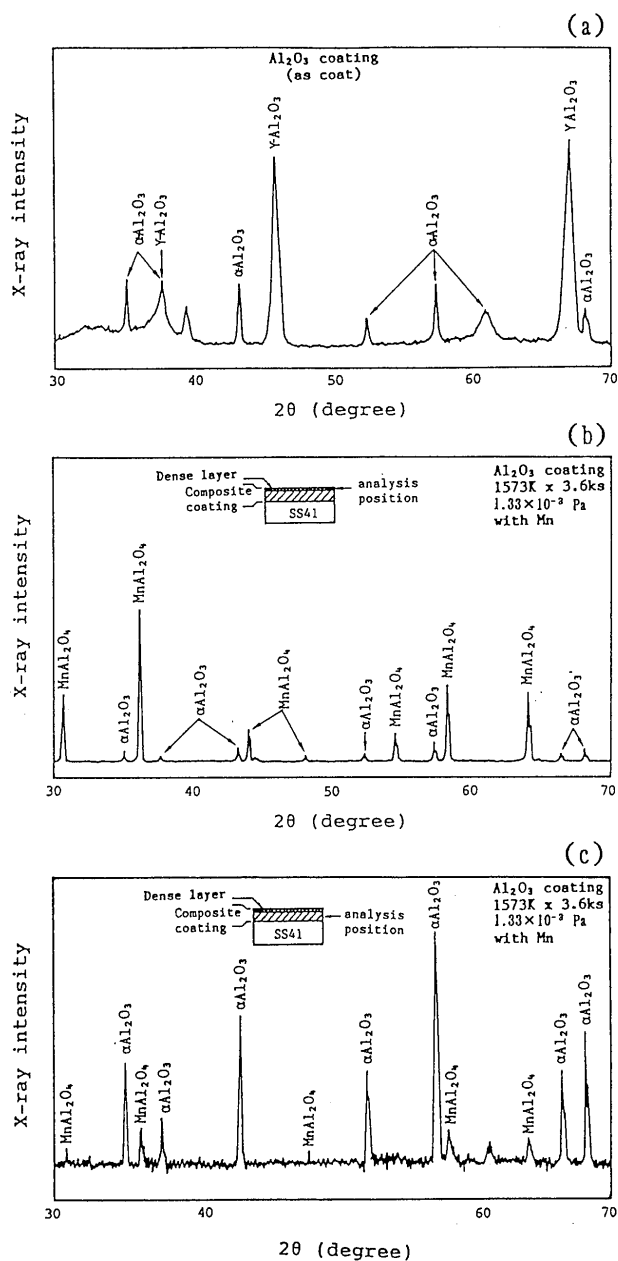 (a)
Al₂O₃ coating
(as coat)
X-ray intensity
αAl₂O₃
γ-Al₂O₃
αAl₂O₃
γ-Al₂O₃
αAl₂O₃
γAl₂O₃
αAl₂O₃
30 40 50 60 70
2θ (degree)
(b)
Dense layer
Composite
coating
SS41
analysis
position
Al₂O₃ coating
1573K x 3.6ks
1.33×10⁻³ Pa
with Mn
X-ray intensity
MnAl₂O₄
αAl₂O₃
MnAl₂O₄
αAl₂O₃
MnAl₂O₄
αAl₂O₃
MnAl₂O₄
αAl₂O₃
MnAl₂O₄
MnAl₂O₄
αAl₂O₃'
30 40 50 60 70
2θ (degree)
(c)
Dense layer
Composite
coating
SS41
analysis
position
Al₂O₃ coating
1573K x 3.6ks
1.33×10⁻³ Pa
with Mn
X-ray intensity
MnAl₂O₄
αAl₂O₃
MnAl₂O₄
αAl₂O₃
αAl₂O₃
MnAl₂O₄
αAl₂O₃
αAl₂O₃
MnAl₂O₄
MnAl₂O₄
αAl₂O₃
αAl₂O₃
30 40 60 70
2θ (degree)